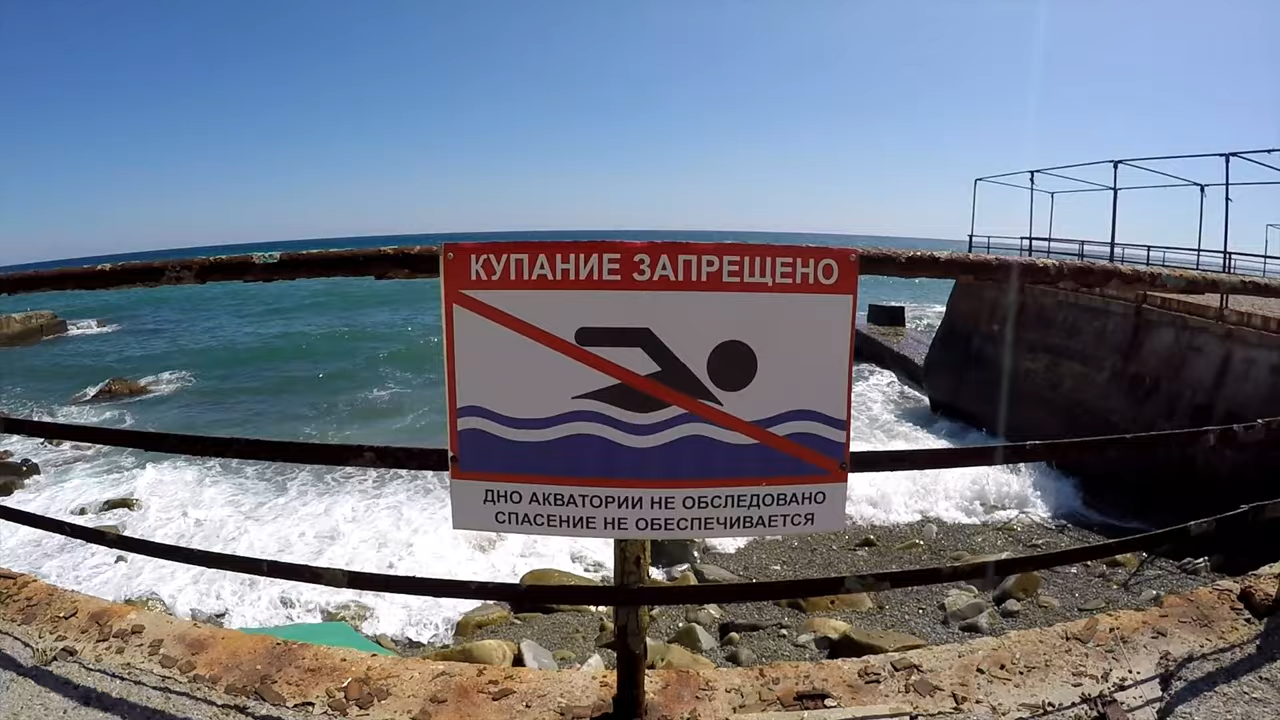 КУПАНИЕ ЗАПРЕЩЕНО
ДНО АКВАТОРИИ НЕ ОБСЛЕДОВАНО
СПАСЕНИЕ НЕ ОБЕСПЕЧИВАЕТСЯ